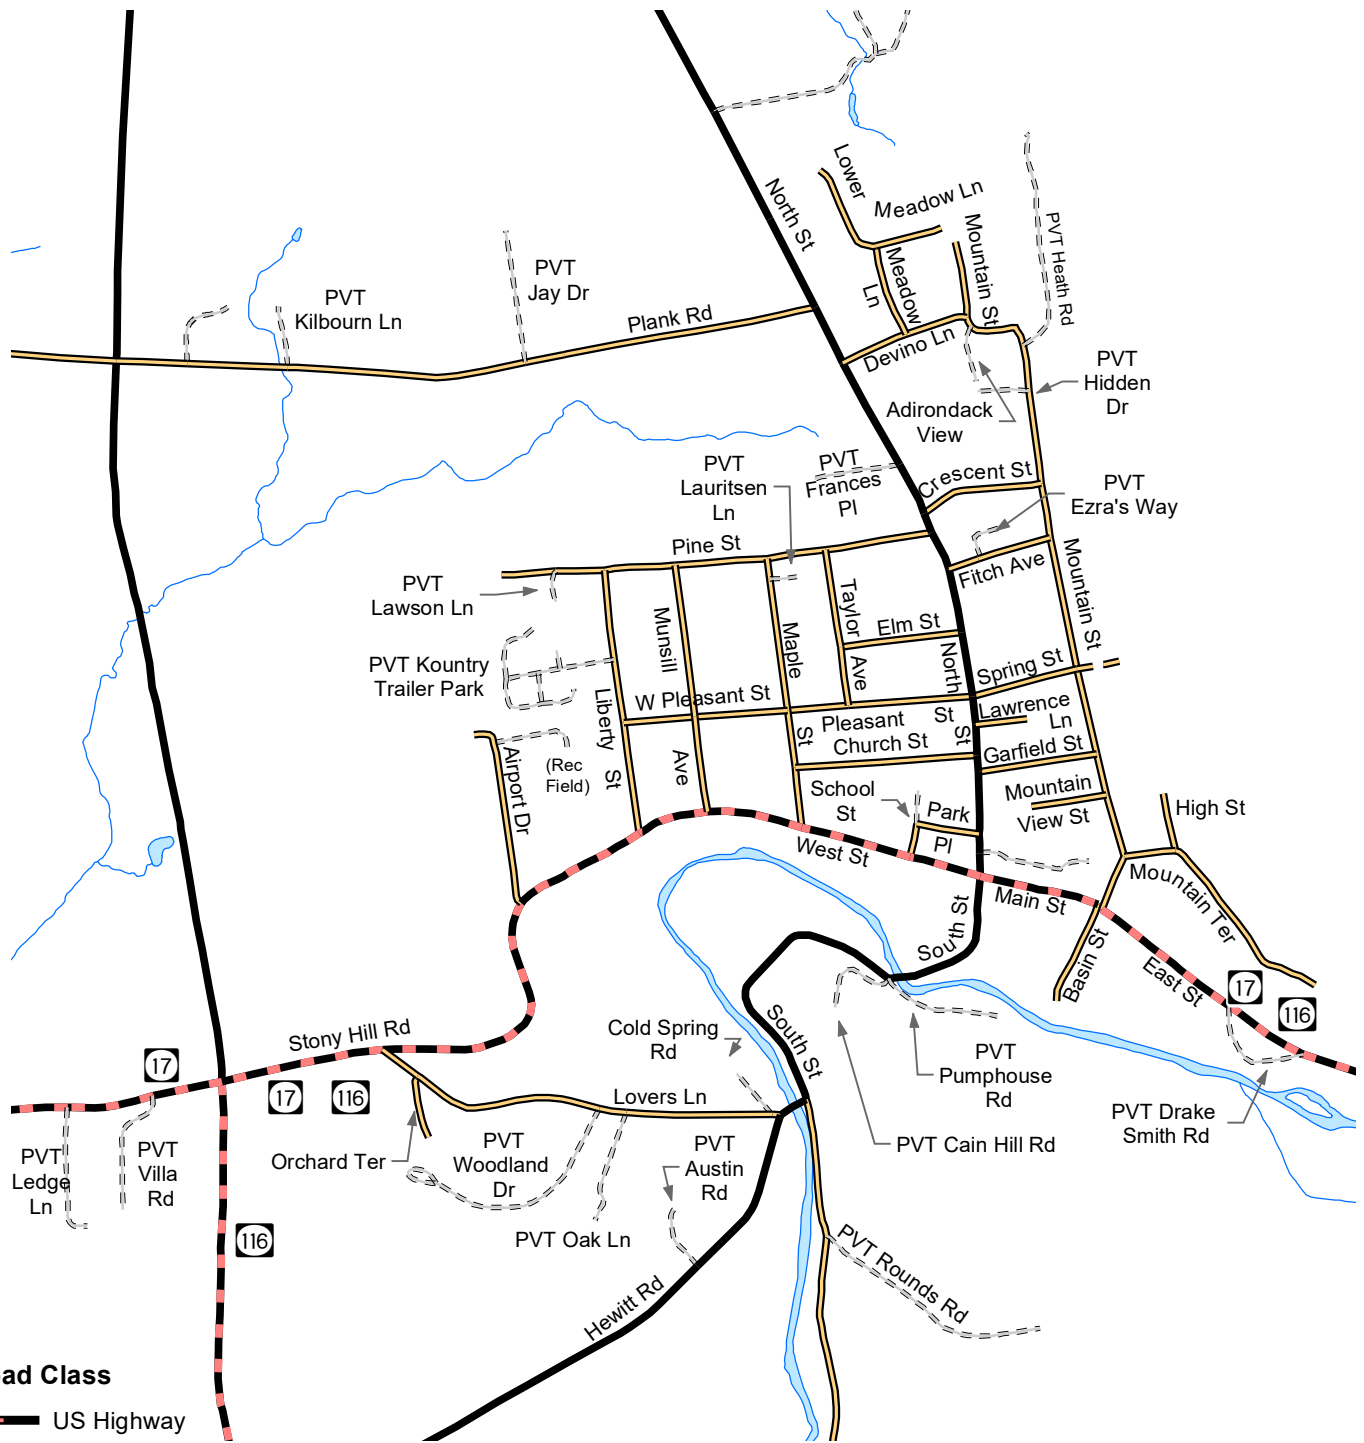 Lower
Meadow Ln
North St
Mountain St
PVT Heath Rd
Meadow
Ln
PVT
Jay Dr
PVT
Kilbourn Ln
Plank Rd
Devino Ln
PVT
Hidden
Dr
Adirondack
View
PVT
Frances
Pl
PVT
Lauritsen
Ln
Crescent St
PVT
Ezra's Way
Pine St
Fitch Ave
Mountain St
PVT
Lawson Ln
Munsill
Ave
Maple
St
Taylor
Ave
Elm St
North
St
PVT Kountry
Trailer Park
Liberty
St
W Pleasant St
Spring St
Lawrence
Ln
Pleasant St
Church St
Garfield St
Airport Dr
(Rec
Field)
School
St
Park
Pl
Mountain
View St
High St
West St
Main St
Mountain Ter
South St
Basin St
East St
17
116
Stony Hill Rd
Cold Spring
Rd
South St
PVT
Pumphouse
Rd
17
17
116
Lovers Ln
PVT Drake
Smith Rd
PVT Cain Hill Rd
PVT
Ledge
Ln
PVT
Villa
Rd
Orchard Ter
PVT
Woodland
Dr
PVT
Austin
Rd
PVT Oak Ln
116
PVT Rounds Rd
Hewitt Rd
ad Class
US Highway